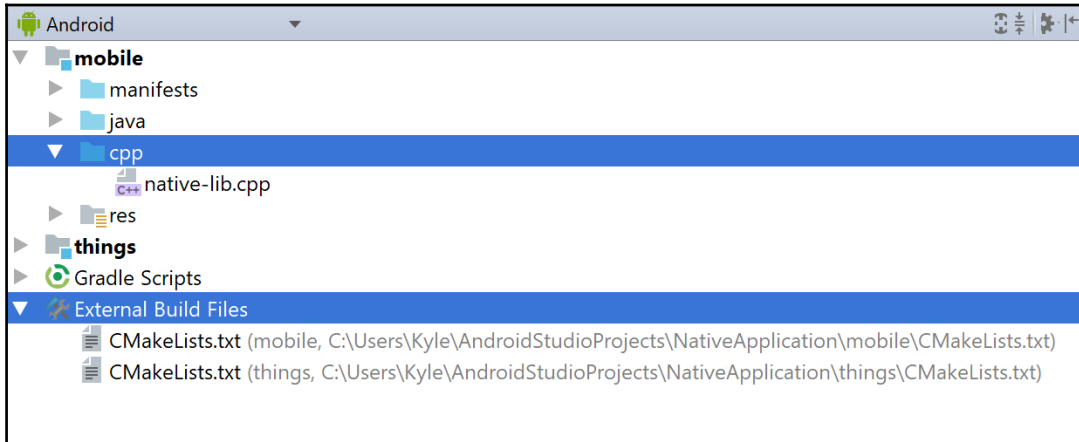 Android
mobile
manifests
java
cpp
C++ native-lib.cpp
res
things
Gradle Scripts
External Build Files
CMakeLists.txt (mobile, C:\Users\Kyle\AndroidStudioProjects\NativeApplication\mobile\CMakeLists.txt)
CMakeLists.txt (things, C:\Users\Kyle\AndroidStudioProjects\NativeApplication\things\CMakeLists.txt)